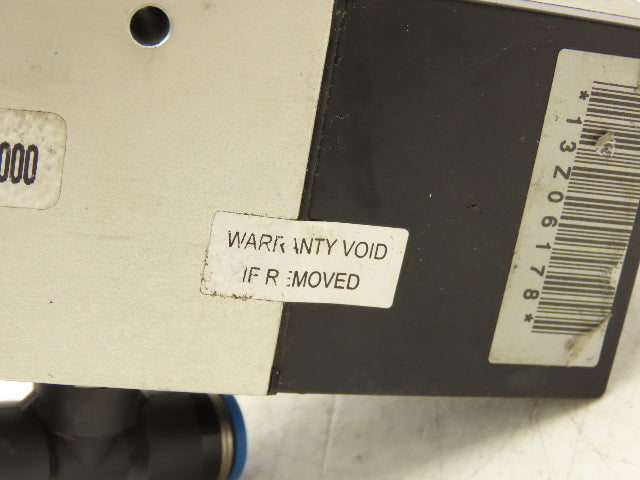 000
WARRANTY VOID
IF REMOVED
*13206178*